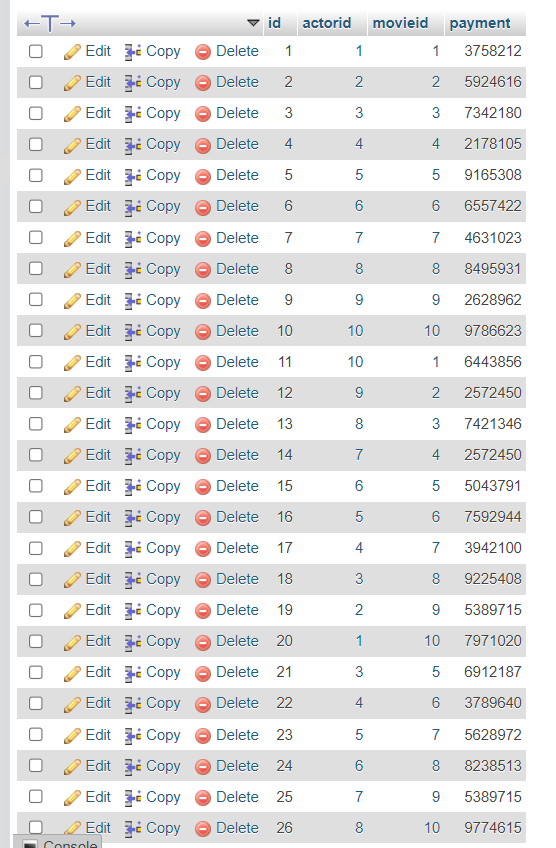 id actorid movieid payment
Edit Copy Delete 1 1 1 3758212
Edit Copy Delete 2 2 2 5924616
Edit Copy Delete 3 3 3 7342180
Edit Copy Delete 4 4 4 2178105
Edit Copy Delete 5 5 5 9165308
Edit Copy Delete 6 6 6 6557422
Edit Copy Delete 7 7 7 4631023
Edit Copy Delete 8 8 8 8495931
Edit Copy Delete 9 9 9 2628962
Edit Copy Delete 10 10 10 9786623
Edit Copy Delete 11 10 1 6443856
Edit Copy Delete 12 9 2 2572450
Edit Copy Delete 13 8 3 7421346
Edit Copy Delete 14 7 4 2572450
Edit Copy Delete 15 6 5 5043791
Edit Copy Delete 16 5 6 7592944
Edit Copy Delete 17 4 7 3942100
Edit Copy Delete 18 3 8 9225408
Edit Copy Delete 19 2 9 5389715
Edit Copy Delete 20 1 10 7971020
Edit Copy Delete 21 3 5 6912187
Edit Copy Delete 22 4 6 3789640
Edit Copy Delete 23 5 7 5628972
Edit Copy Delete 24 6 8 8238513
Edit Copy Delete 25 7 9 5389715
Edit Copy Delete 26 8 10 9774615
Console